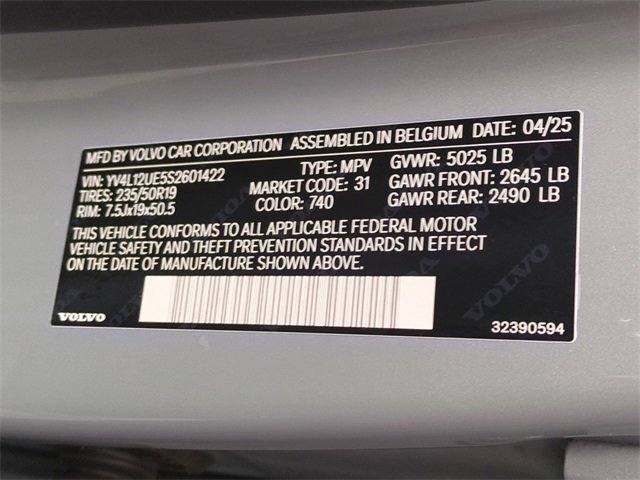 MFD BY VOLVO CAR CORPORATION ASSEMBLED IN BELGIUM DATE: 04/25
VIN: YV4L12UE5S2601422 TYPE: MPV GVWR: 5025 LB
TIRES: 235/50R19 MARKET CODE: 31 GAWR FRONT: 2645 LB
RIM: 7.5Jx19x50.5 COLOR: 740 GAWR REAR: 2490 LB
THIS VEHICLE CONFORMS TO ALL APPLICABLE FEDERAL MOTOR
VEHICLE SAFETY AND THEFT PREVENTION STANDARDS IN EFFECT
ON THE DATE OF MANUFACTURE SHOWN ABOVE.
VOLVO 32390594
VOLVO